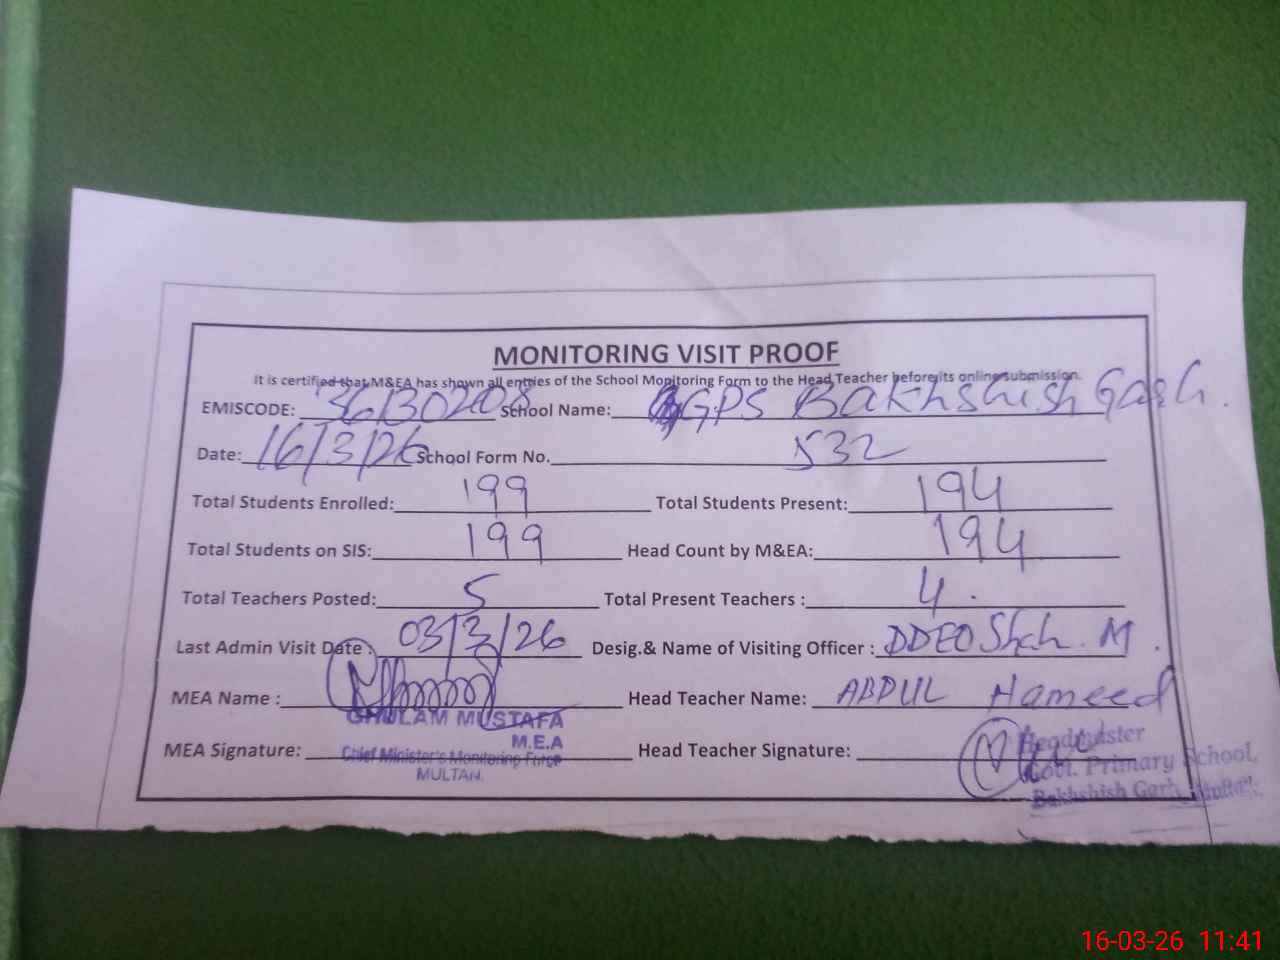 MONITORING VISIT PROOF
It is certified that M&EA has shown all entries of the School Monitoring Form to the Head Teacher before its online submission.
EMISCODE: 36130208 School Name: GPS Bakhshish Garh.
Date: 16/3/26 School Form No. 532
Total Students Enrolled: 199 Total Students Present: 194
Total Students on SIS: 199 Head Count by M&EA: 194
Total Teachers Posted: 5 Total Present Teachers : 4.
Last Admin Visit Date : 03/3/26 Desig.& Name of Visiting Officer : DDEO Shah. M.
MEA Name : Head Teacher Name: ABDUL Hameed
GHULAM MUSTAFA
M.E.A
MEA Signature: Chief Minister's Monitoring Force Head Teacher Signature:
MULTAN.
Headmaster
Govt. Primary School,
Bakhshish Garh, Multan.
16-03-26 11:41